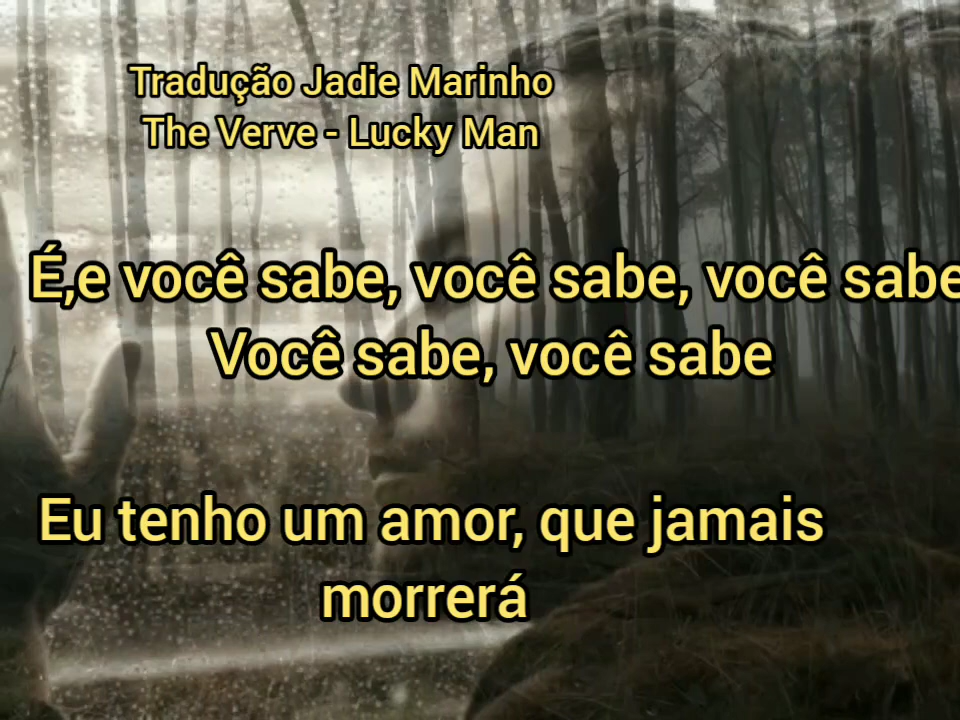 Tradução Jadie Marinho
The Verve - Lucky Man
É,e você sabe, você sabe, você sabe
Você sabe, você sabe
Eu tenho um amor, que jamais
morrerá